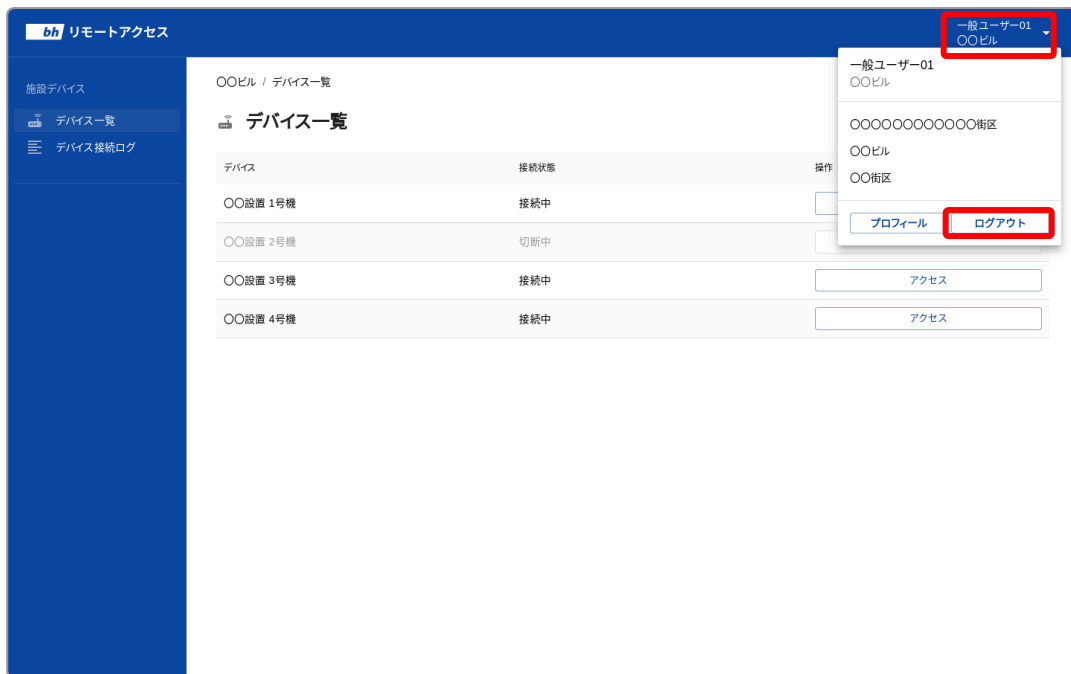 bh リモートアクセス
一般ユーザー01
〇〇ビル
施設デバイス
デバイス一覧
デバイス接続ログ
〇〇ビル / デバイス一覧
デバイス一覧
デバイス 接続状態 操作
〇〇設置 1号機 接続中
〇〇設置 2号機 切断中
〇〇設置 3号機 接続中 アクセス
〇〇設置 4号機 接続中 アクセス
一般ユーザー01
〇〇ビル
〇〇〇〇〇〇〇〇〇〇〇〇街区
〇〇ビル
〇〇街区
プロフィール ログアウト